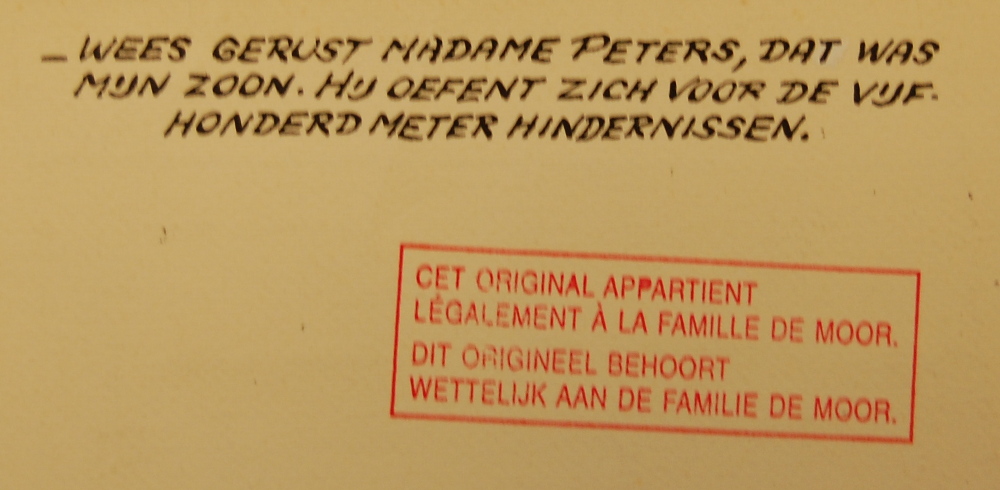 — WEES GERUST MADAME PETERS, DAT WAS
MIJN ZOON. HIJ OEFENT ZICH VOOR DE VIJF-
HONDERD METER HINDERNISSEN.
CET ORIGINAL APPARTIENT
LÉGALEMENT À LA FAMILLE DE MOOR.
DIT ORIGINEEL BEHOORT
WETTELIJK AAN DE FAMILIE DE MOOR.